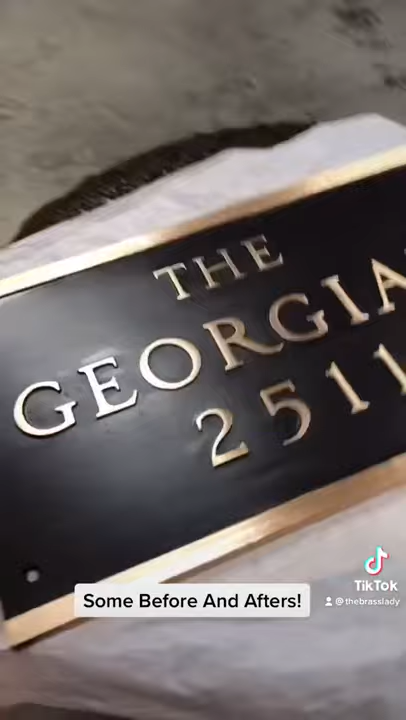 THE
GEORGIA
2511
Some Before And Afters!
TikTok
@thebrasslady